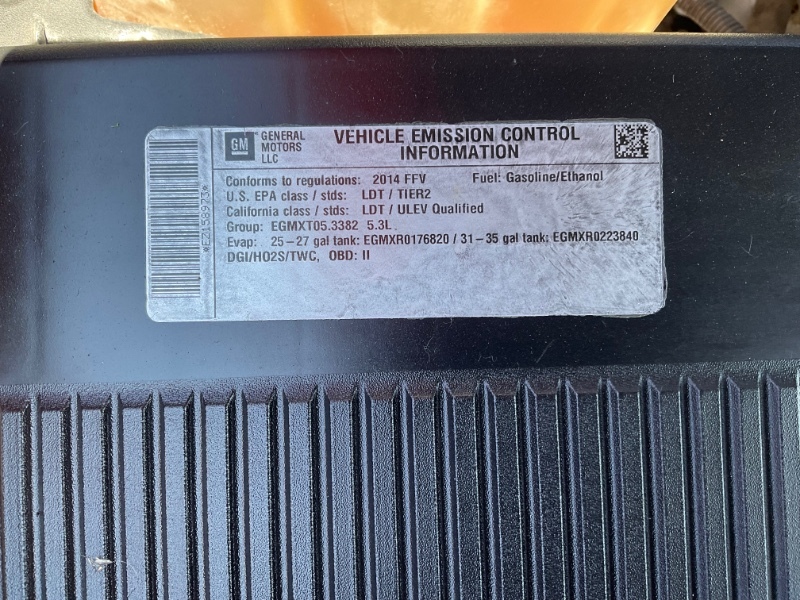 GM
GENERAL
MOTORS
LLC
VEHICLE EMISSION CONTROL
INFORMATION
Conforms to regulations: 2014 FFV Fuel: Gasoline/Ethanol
U.S. EPA class / stds: LDT / TIER2
California class / stds: LDT / ULEV Qualified
Group: EGMXT05.3382 5.3L
Evap: 25-27 gal tank: EGMXR0176820 / 31-35 gal tank: EGMXR0223840
DGI/HO2S/TWC, OBD: II
*E2158973*